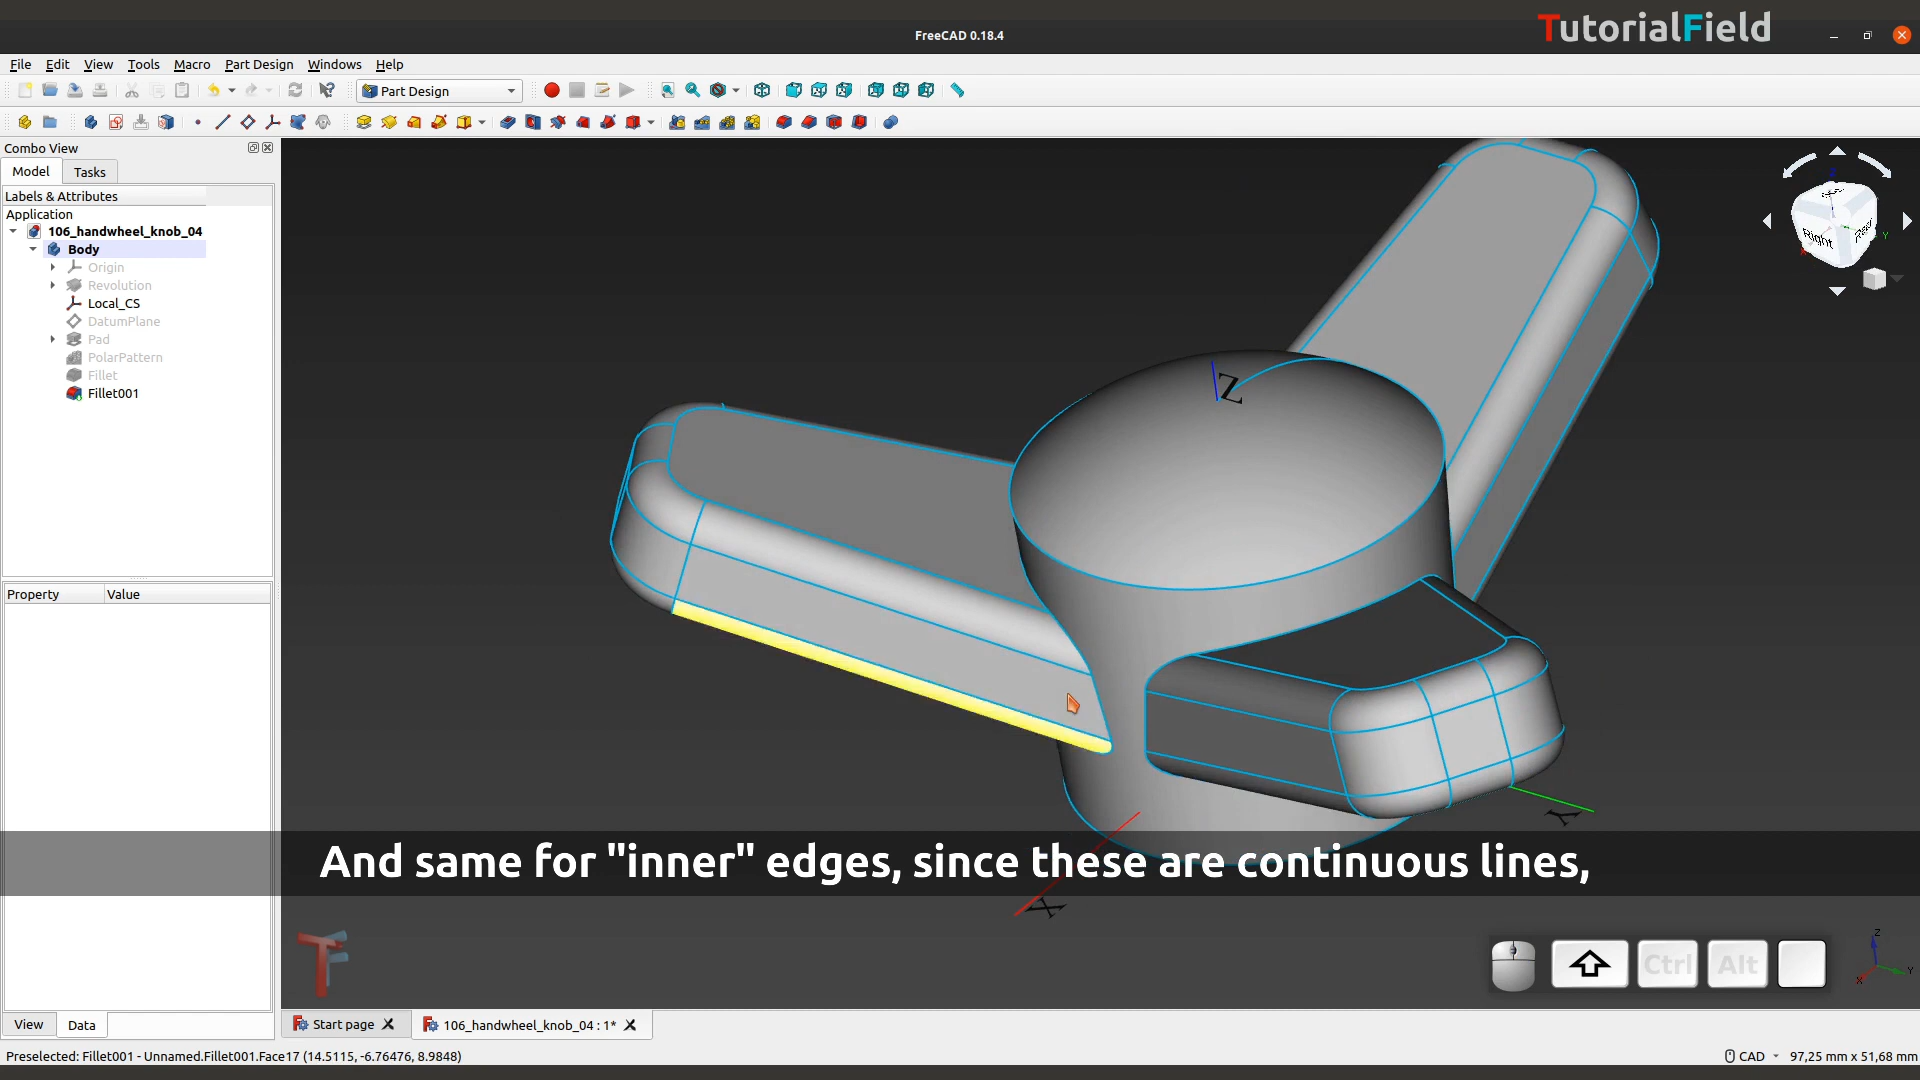 TutorialField
FreeCAD 0.18.4
File Edit View Tools Macro Part Design Windows Help
Part Design
Combo View
Model Tasks
Labels & Attributes
Application
106_handwheel_knob_04
Body
Origin
Revolution
Local_CS
DatumPlane
Pad
PolarPattern
Fillet
Fillet001
Property Value
Z
Right
Rear
Z
X
Y
Y
And same for "inner" edges, since these are continuous lines,
X
Ctrl Alt
Z
X
Y
View Data
Start page
106_handwheel_knob_04 : 1*
Preselected: Fillet001 - Unnamed.Fillet001.Face17 (14.5115, -6.76476, 8.9848)
CAD 97,25 mm x 51,68 mm